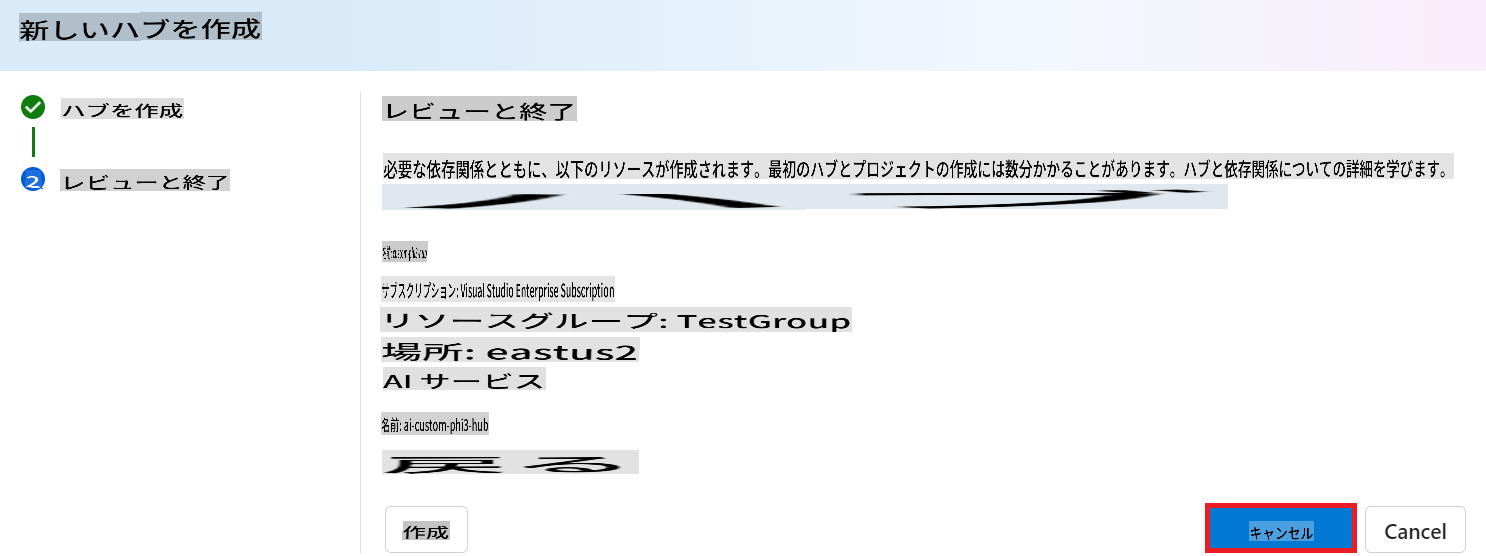 新しいハブを作成
ハブを作成
2 レビューと終了
レビューと終了
必要な依存関係とともに、以下のリソースが作成されます。最初のハブとプロジェクトの作成には数分かかることがあります。ハブと依存関係についての詳細を学びます。
ハブ
サブスクリプション: Visual Studio Enterprise Subscription
リソースグループ: TestGroup
場所: eastus2
AI サービス
名前: ai-custom-phi3-hub
戻る
作成
キャンセル
Cancel